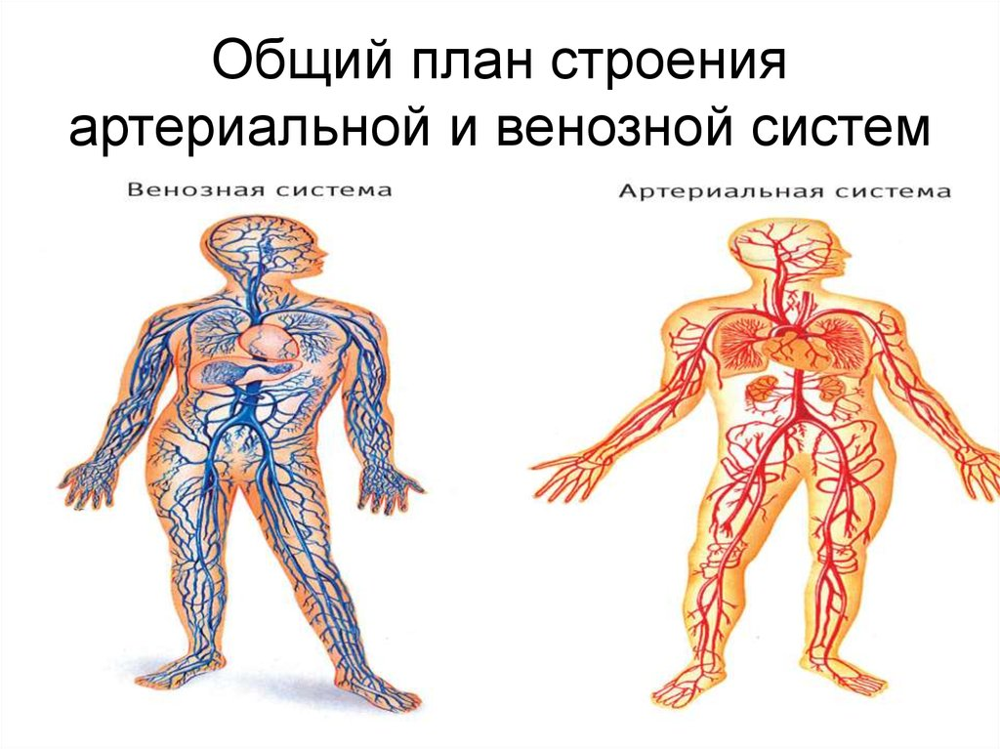 Общий план строения
артериальной и венозной систем
Венозная система
Артериальная система